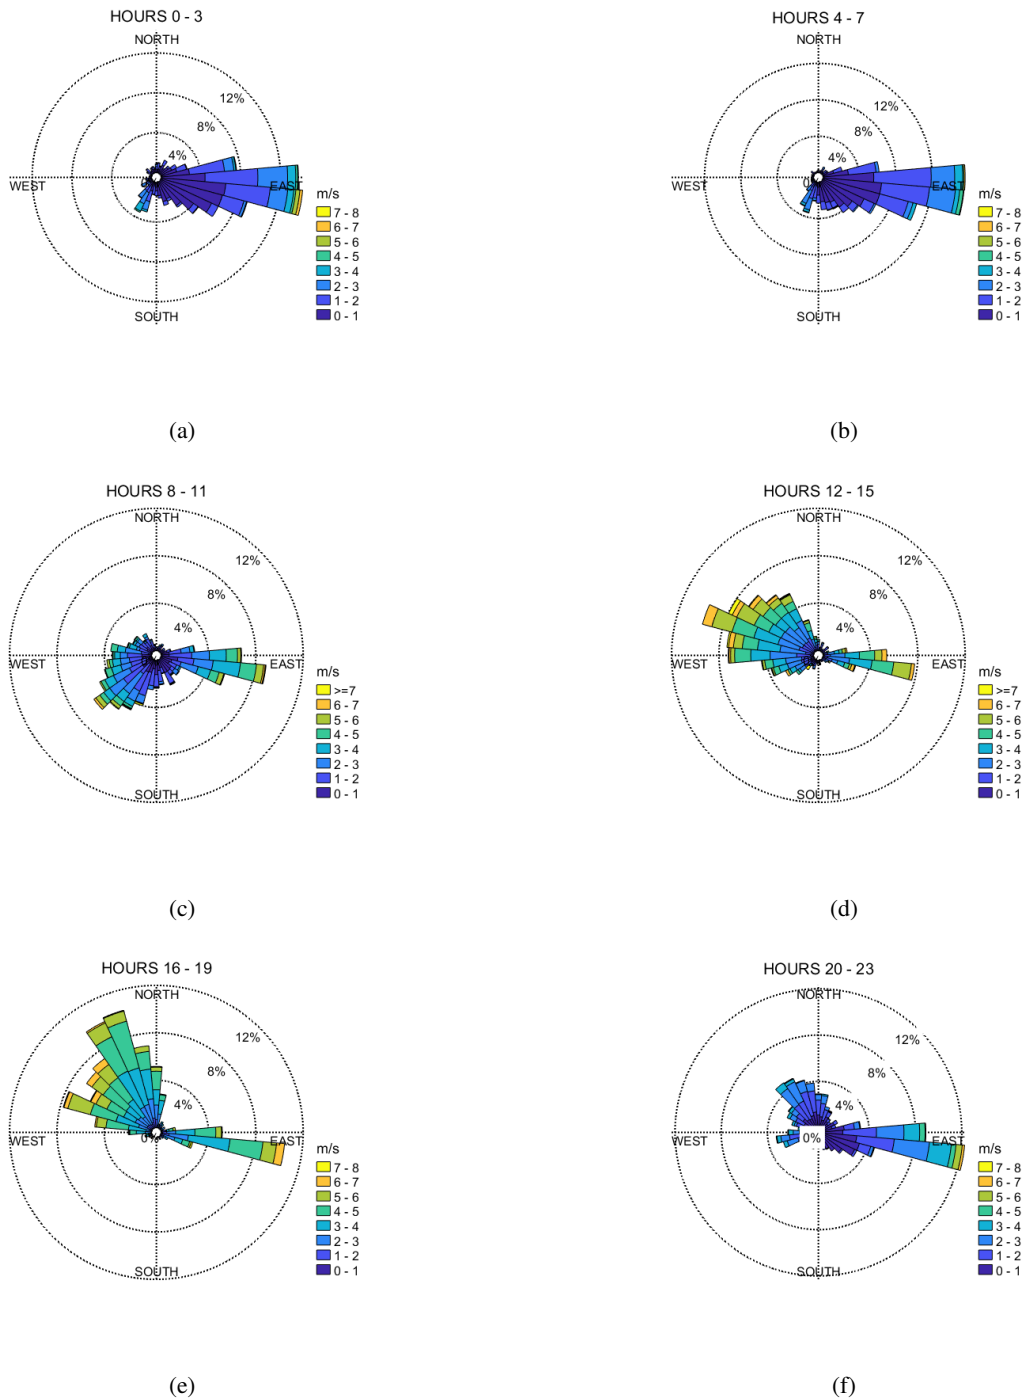 HOURS 0 - 3
NORTH
12%
8%
4%
WEST
EAST
SOUTH
m/s
7 - 8
6 - 7
5 - 6
4 - 5
3 - 4
2 - 3
1 - 2
0 - 1
(a)
HOURS 4 - 7
NORTH
12%
8%
4%
0
WEST
EAST
SOUTH
m/s
7 - 8
6 - 7
5 - 6
4 - 5
3 - 4
2 - 3
1 - 2
0 - 1
(b)
HOURS 8 - 11
NORTH
12%
8%
4%
WEST
EAST
SOUTH
m/s
>=7
6 - 7
5 - 6
4 - 5
3 - 4
2 - 3
1 - 2
0 - 1
(c)
HOURS 12 - 15
NORTH
12%
8%
4%
WEST
EAST
SOUTH
m/s
>=7
6 - 7
5 - 6
4 - 5
3 - 4
2 - 3
1 - 2
0 - 1
(d)
HOURS 16 - 19
NORTH
12%
8%
4%
0%
WEST
EAST
SOUTH
m/s
7 - 8
6 - 7
5 - 6
4 - 5
3 - 4
2 - 3
1 - 2
0 - 1
(e)
HOURS 20 - 23
NORTH
12%
8%
4%
0%
WEST
EAST
SOUTH
m/s
7 - 8
6 - 7
5 - 6
4 - 5
3 - 4
2 - 3
1 - 2
0 - 1
(f)